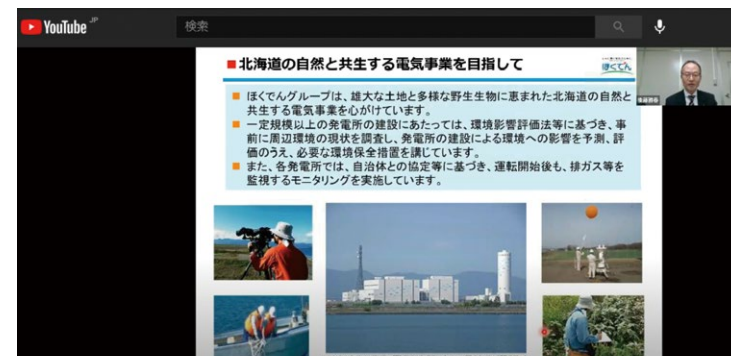 YouTube JP
検索
■北海道の自然と共生する電気事業を目指して
ほくでん
■ ほくでんグループは、雄大な土地と多様な野生生物に恵まれた北海道の自然と
共生する電気事業を心がけています。
■ 一定規模以上の発電所の建設にあたっては、環境影響評価法等に基づき、事
前に周辺環境の現状を調査し、発電所の建設による環境への影響を予測、評
価のうえ、必要な環境保全措置を講じています。
■ また、各発電所では、自治体との協定等に基づき、運転開始後も、排ガス等を
監視するモニタリングを実施しています。